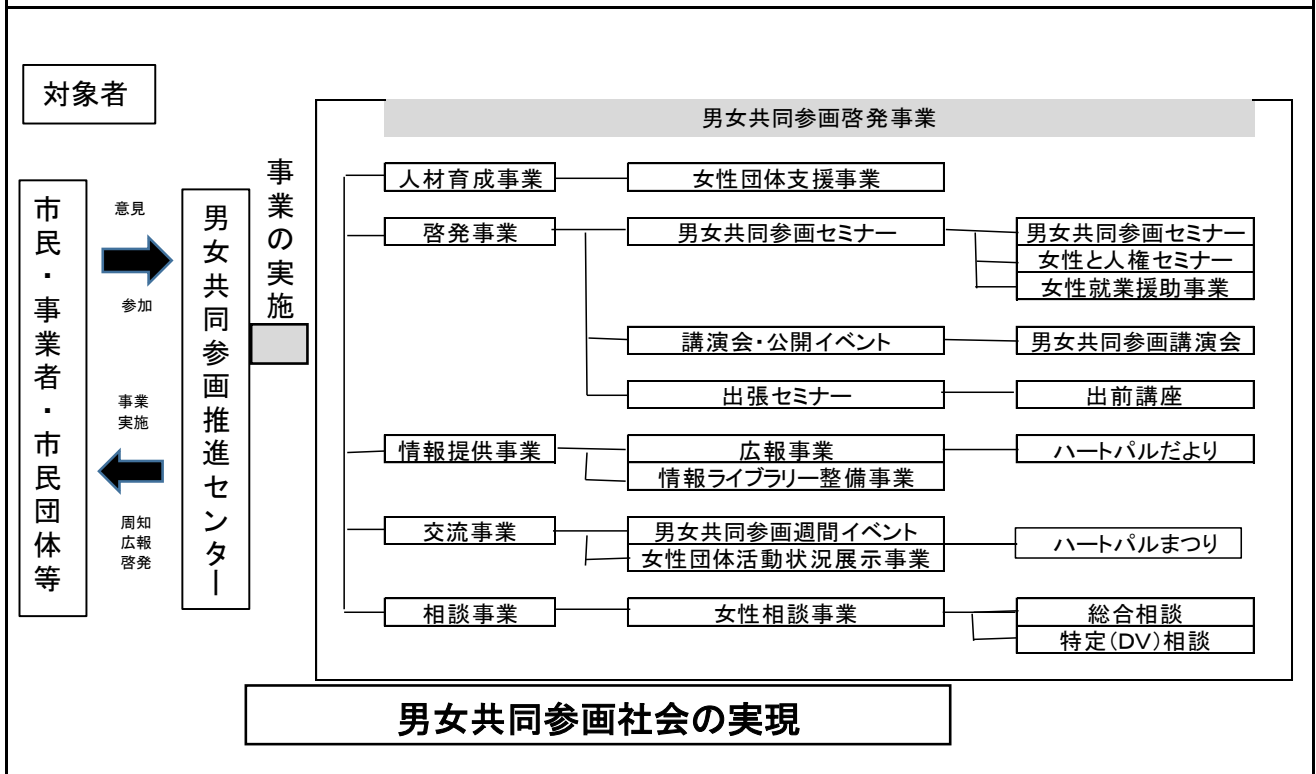 対象者
市民・事業者・市民団体等
意見
参加
事業
実施
周知
広報
啓発
男女共同参画推進センター
事業の実施
男女共同参画啓発事業
人材育成事業
女性団体支援事業
啓発事業
男女共同参画セミナー
男女共同参画セミナー
女性と人権セミナー
女性就業援助事業
講演会・公開イベント
男女共同参画講演会
出張セミナー
出前講座
情報提供事業
広報事業
ハートパルだより
情報ライブラリー整備事業
交流事業
男女共同参画週間イベント
女性団体活動状況展示事業
ハートパルまつり
相談事業
女性相談事業
総合相談
特定(DV)相談
男女共同参画社会の実現